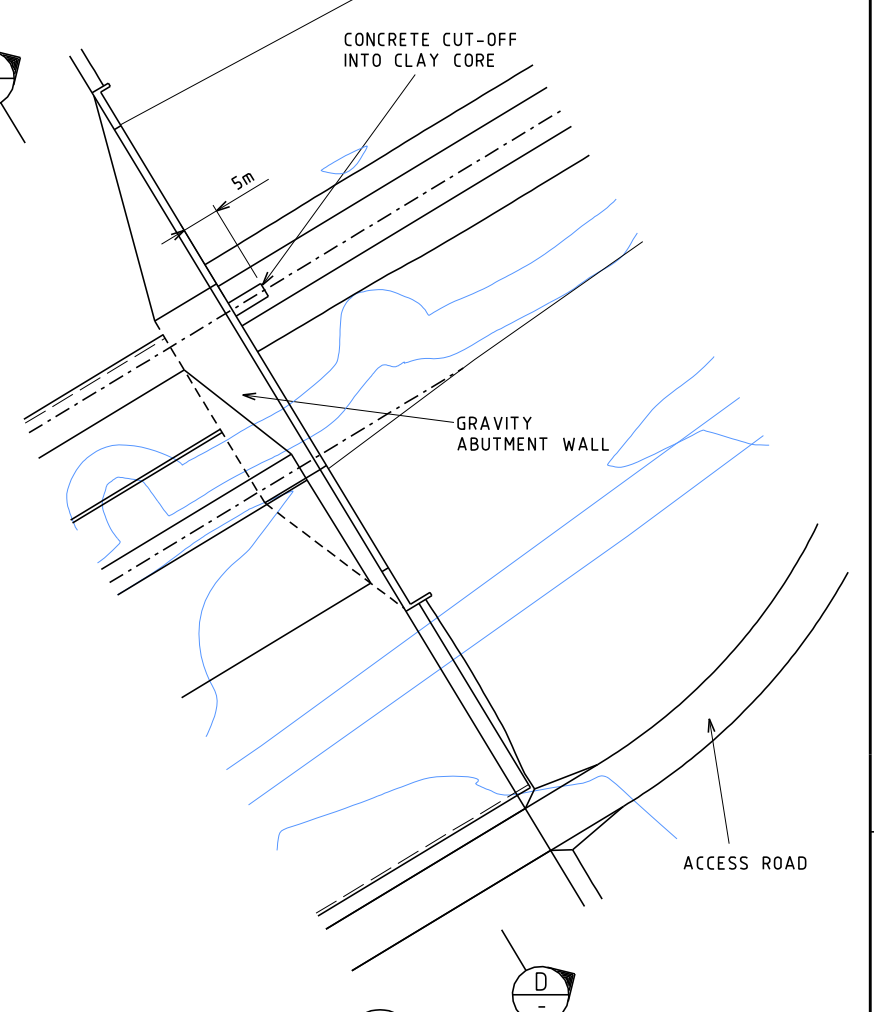 CONCRETE CUT-OFF
INTO CLAY CORE
5m
GRAVITY
ABUTMENT WALL
ACCESS ROAD
D
-